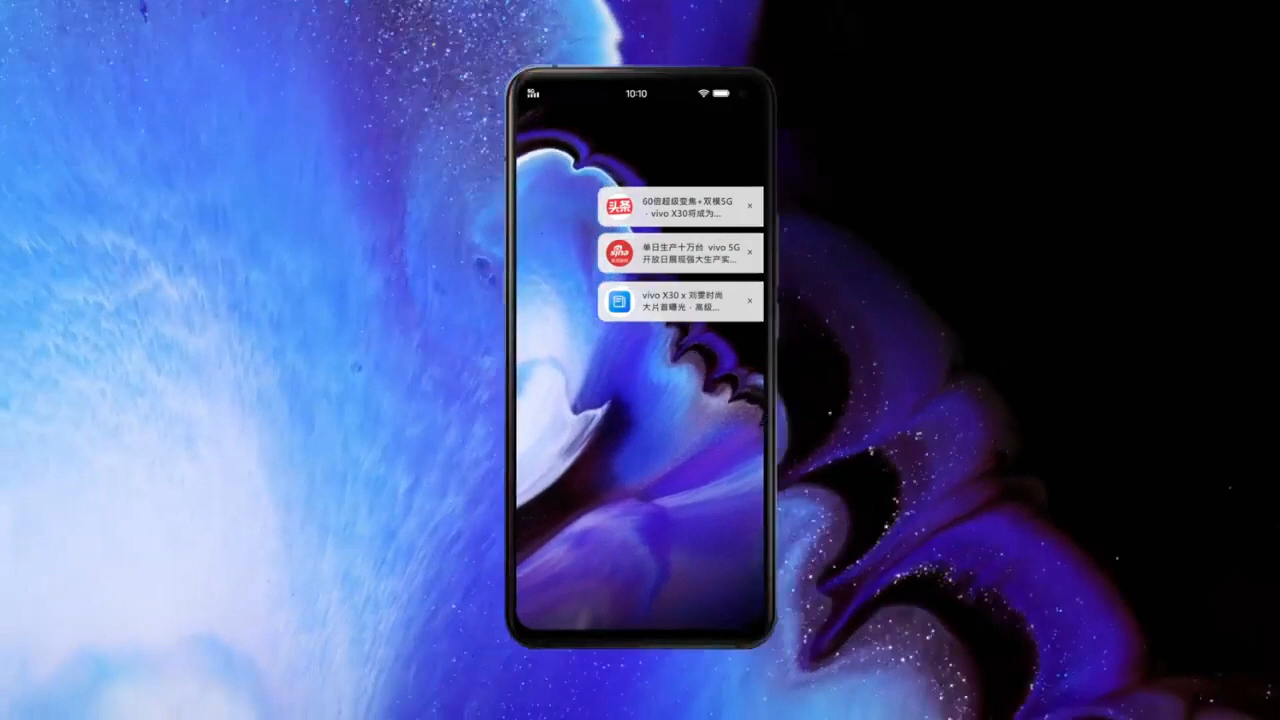 5G
10:10
头条
60倍超级变焦+双模5G
· vivo X30将成为...
sina
单日生产十万台 vivo 5G
开放日展现强大生产实...
vivo X30 x 刘雯时尚
大片首曝光 · 高级...